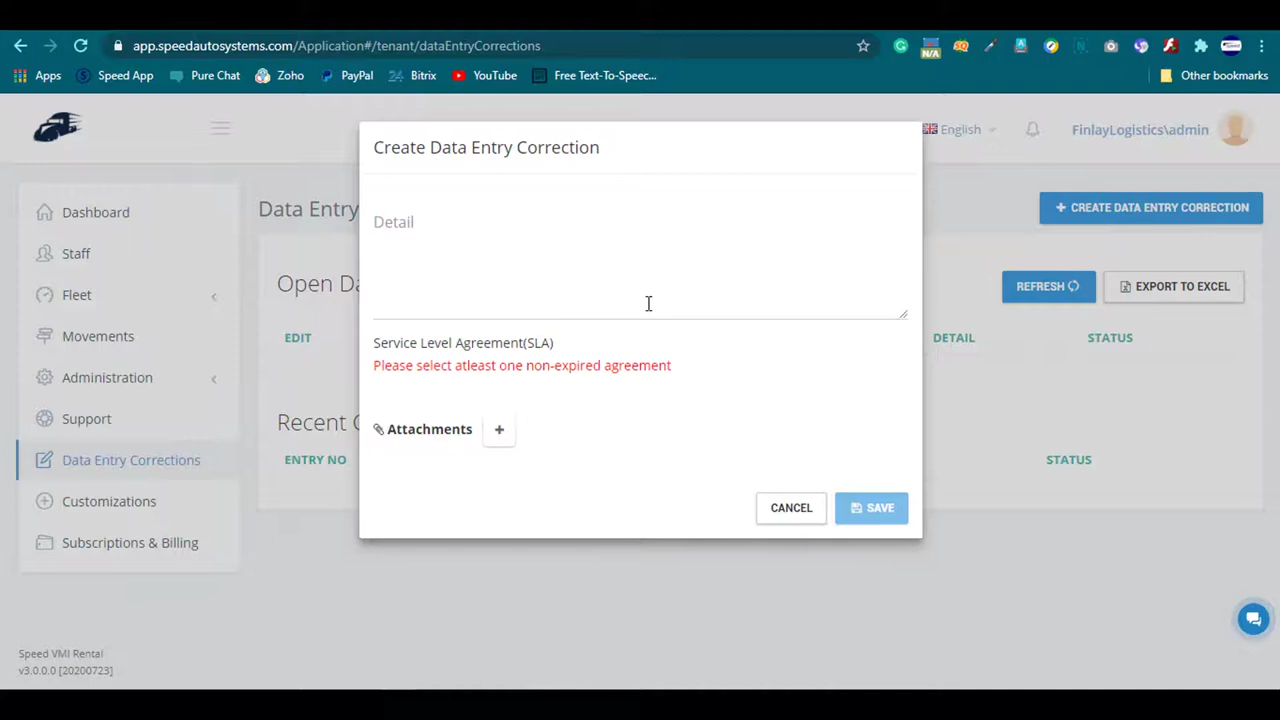 app.speedautosystems.com/Application#/tenant/dataEntryCorrections
N/A
Apps Speed App Pure Chat Zoho PayPal Bitrix YouTube Free Text-To-Speec... Other bookmarks
English FinlayLogistics\admin
Create Data Entry Correction
Dashboard
Staff
Fleet
Movements
Administration
Support
Data Entry Corrections
Customizations
Subscriptions & Billing
Data Entry
+ CREATE DATA ENTRY CORRECTION
Open Da
REFRESH EXPORT TO EXCEL
EDIT DETAIL STATUS
Recent C
ENTRY NO STATUS
Detail
Service Level Agreement(SLA)
Please select atleast one non-expired agreement
Attachments +
CANCEL SAVE
Speed VMI Rental
v3.0.0.0 [20200723]